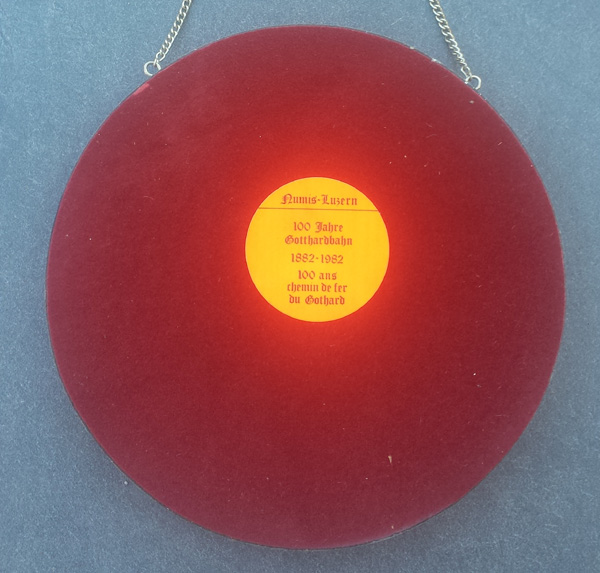 Numis-Luzern
100 Jahre
Gotthardbahn
1882-1982
100 ans
chemin de fer
du Gothard